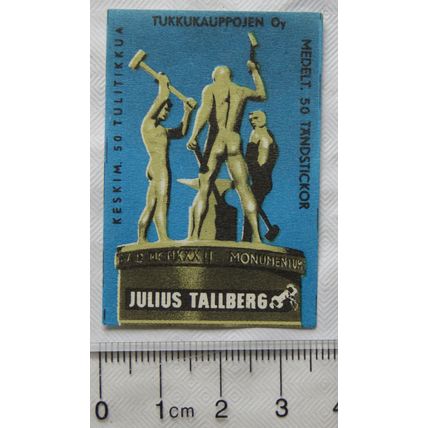 TUKKUKAUPPOJEN Oy
KESKIM. 50 TULITIKKUA
MEDELT. 50 TÄNDSTICKOR
MONUMENTUM
JULIUS TALLBERG
0 1cm 2 3 4